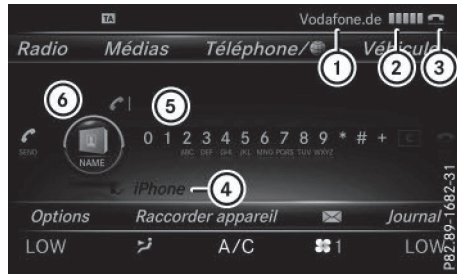 TA Vodafone.de
Radio Médias Téléphone/ Véhicule
1 2 3
6 5
0 1 2 3 4 5 6 7 8 9 * # + C
SEND ABC DEF GHI JKL MNO PQRS TUV WXYZ
NAME
iPhone 4
Options Raccorder appareil Journal
LOW A/C 1 LOW
P82.89-1682-31